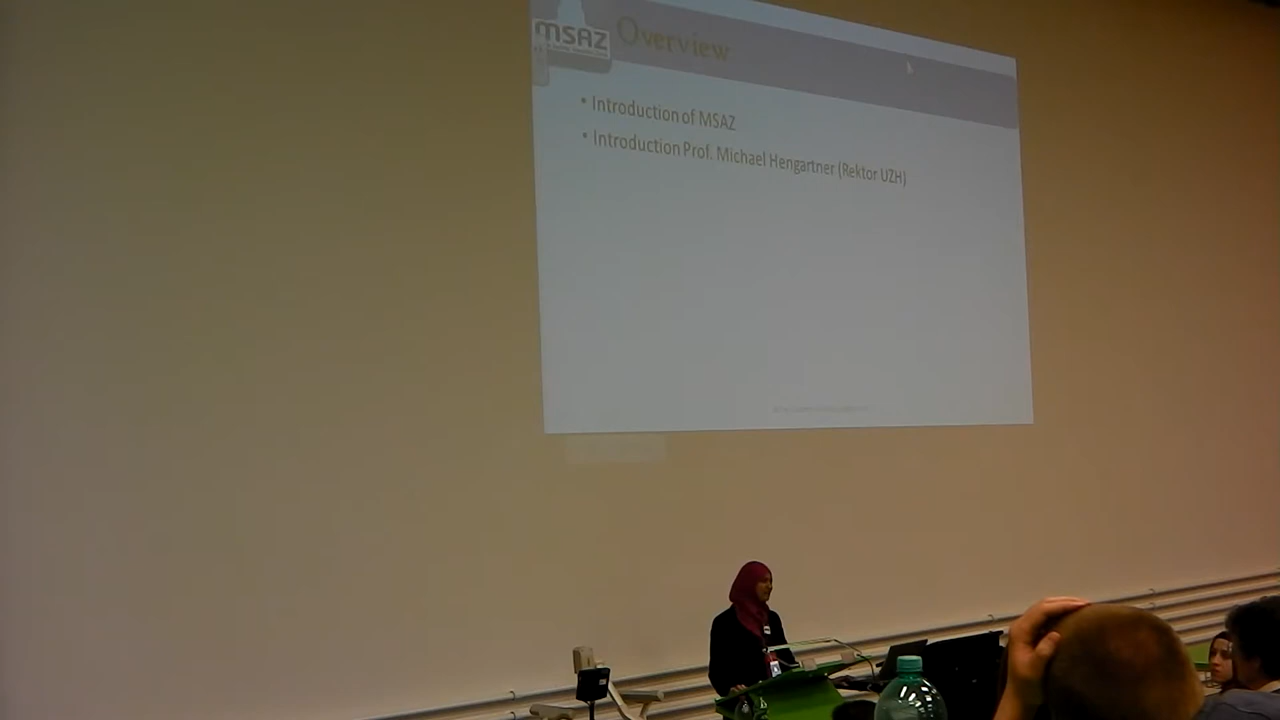 msaz
Overview
• Introduction of MSAZ
• Introduction Prof. Michael Hengartner (Rektor UZH)